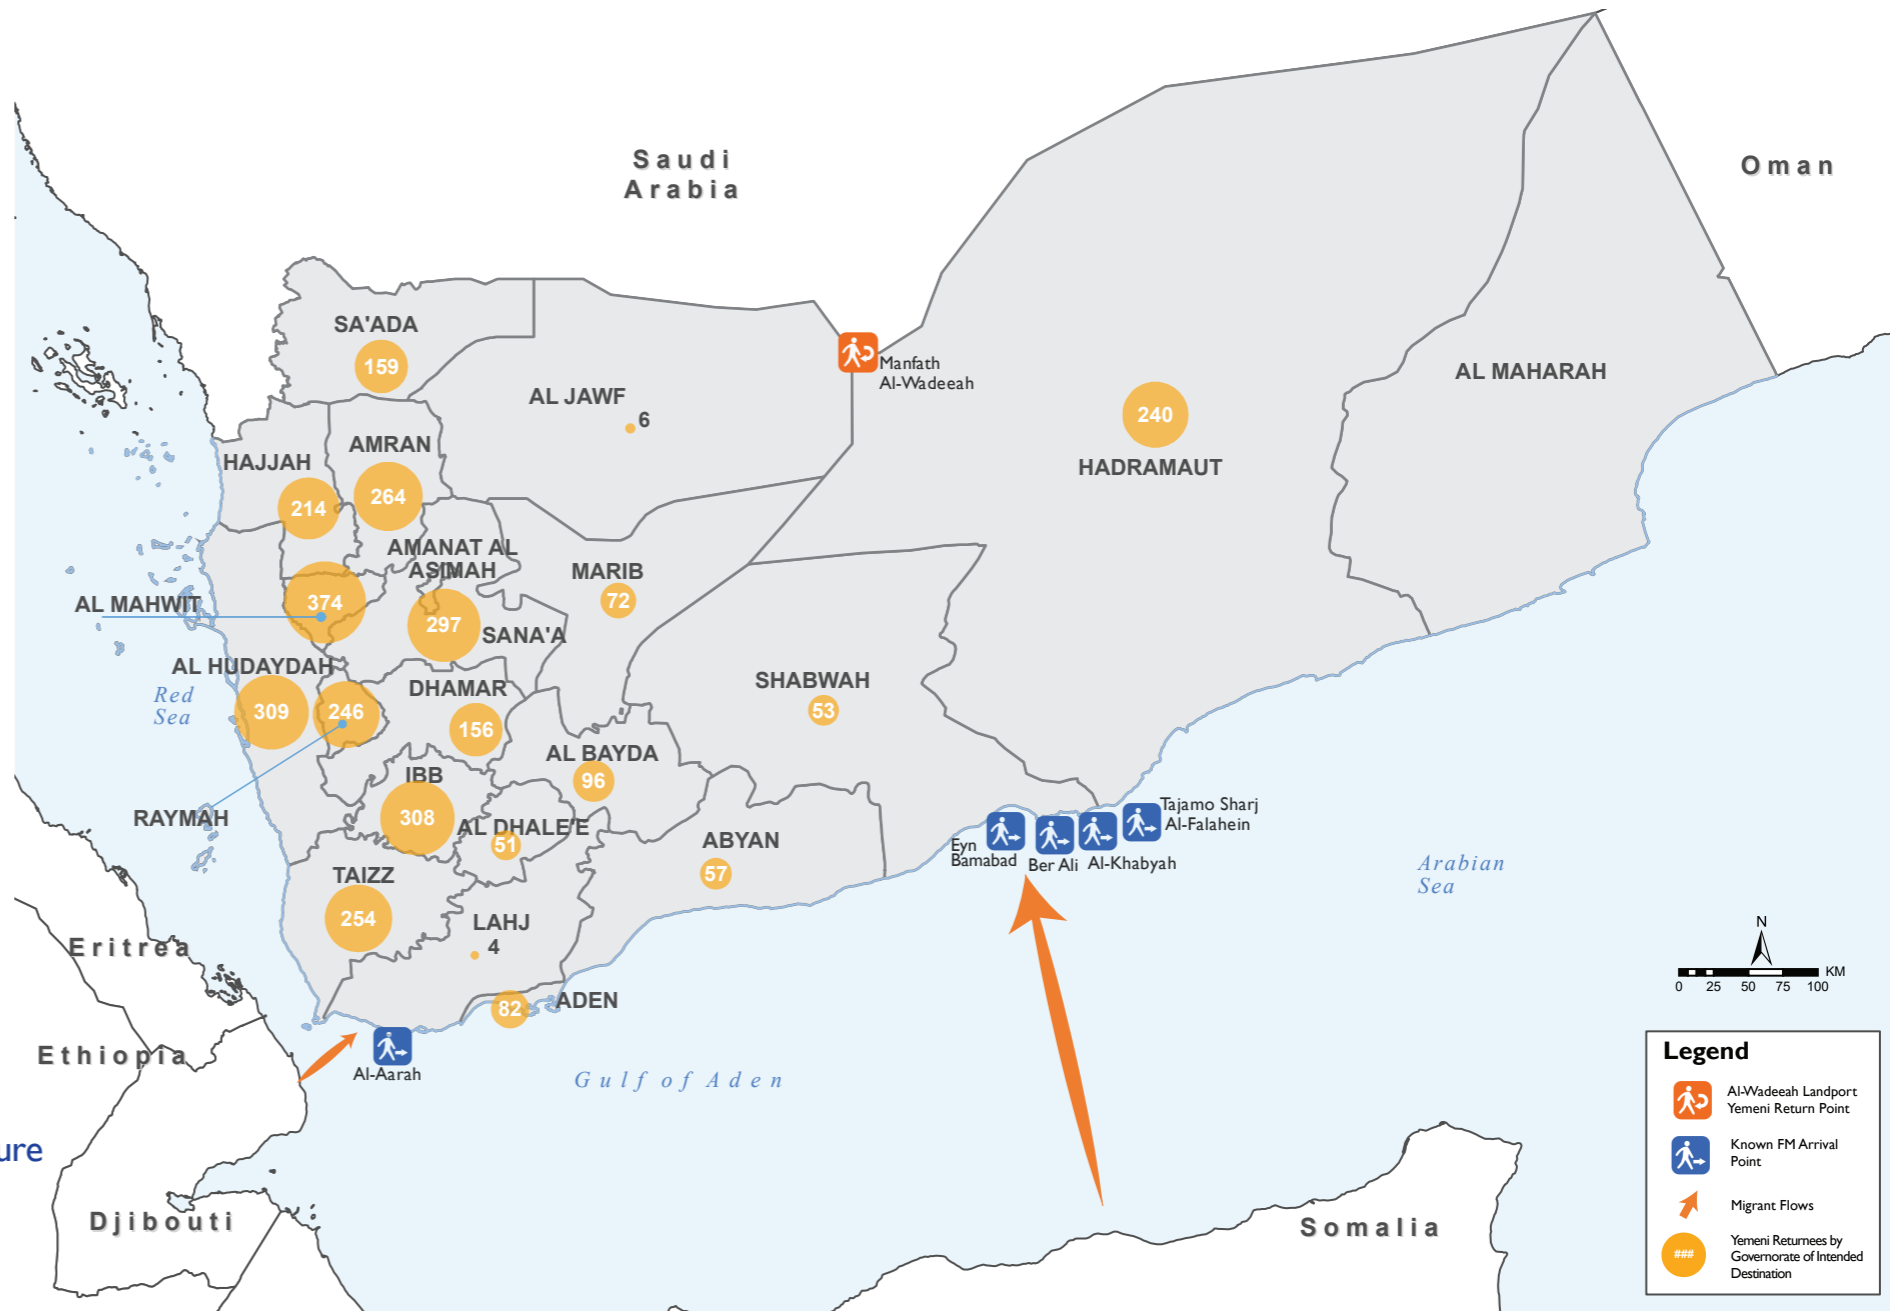 Saudi
Arabia
Oman
SA'ADA
159
Manfath
Al-Wadeeah
AL JAWF
6
AL MAHARAH
240
HADRAMAUT
HAJJAH
214
AMRAN
264
AMANAT AL
ASIMAH
MARIB
72
AL MAHWIT
374
297
SANA'A
AL HUDAYDAH
309
246
Red
Sea
DHAMAR
156
SHABWAH
53
AL BAYDA
96
IBB
308
RAYMAH
AL DHALE'E
51
ABYAN
57
Tajamo Sharj
Al-Falahein
Eyn
Bamabad
Ber Ali
Al-Khabyah
Arabian
Sea
TAIZZ
254
LAHJ
4
Eritrea
82
ADEN
Al-Aarah
Ethiopia
Gulf of Aden
N
KM
0 25 50 75 100
ure
Djibouti
Somalia
Legend
Al-Wadeeah Landport
Yemeni Return Point
Known FM Arrival
Point
Migrant Flows
###
Yemeni Returnees by
Governorate of Intended
Destination